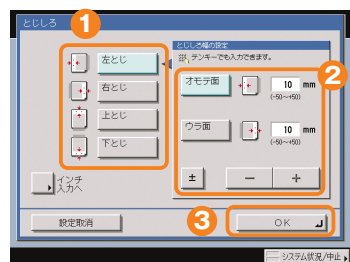 とじしろ
1
左とじ
右とじ
上とじ
下とじ
インチ
入力へ
とじしろ幅の設定
テンキーでも入力できます。
2
オモテ面
10 mm
(-50～+50)
ウラ面
10 mm
(-50～+50)
±
－
＋
設定取消
3
OK
システム状況/中止